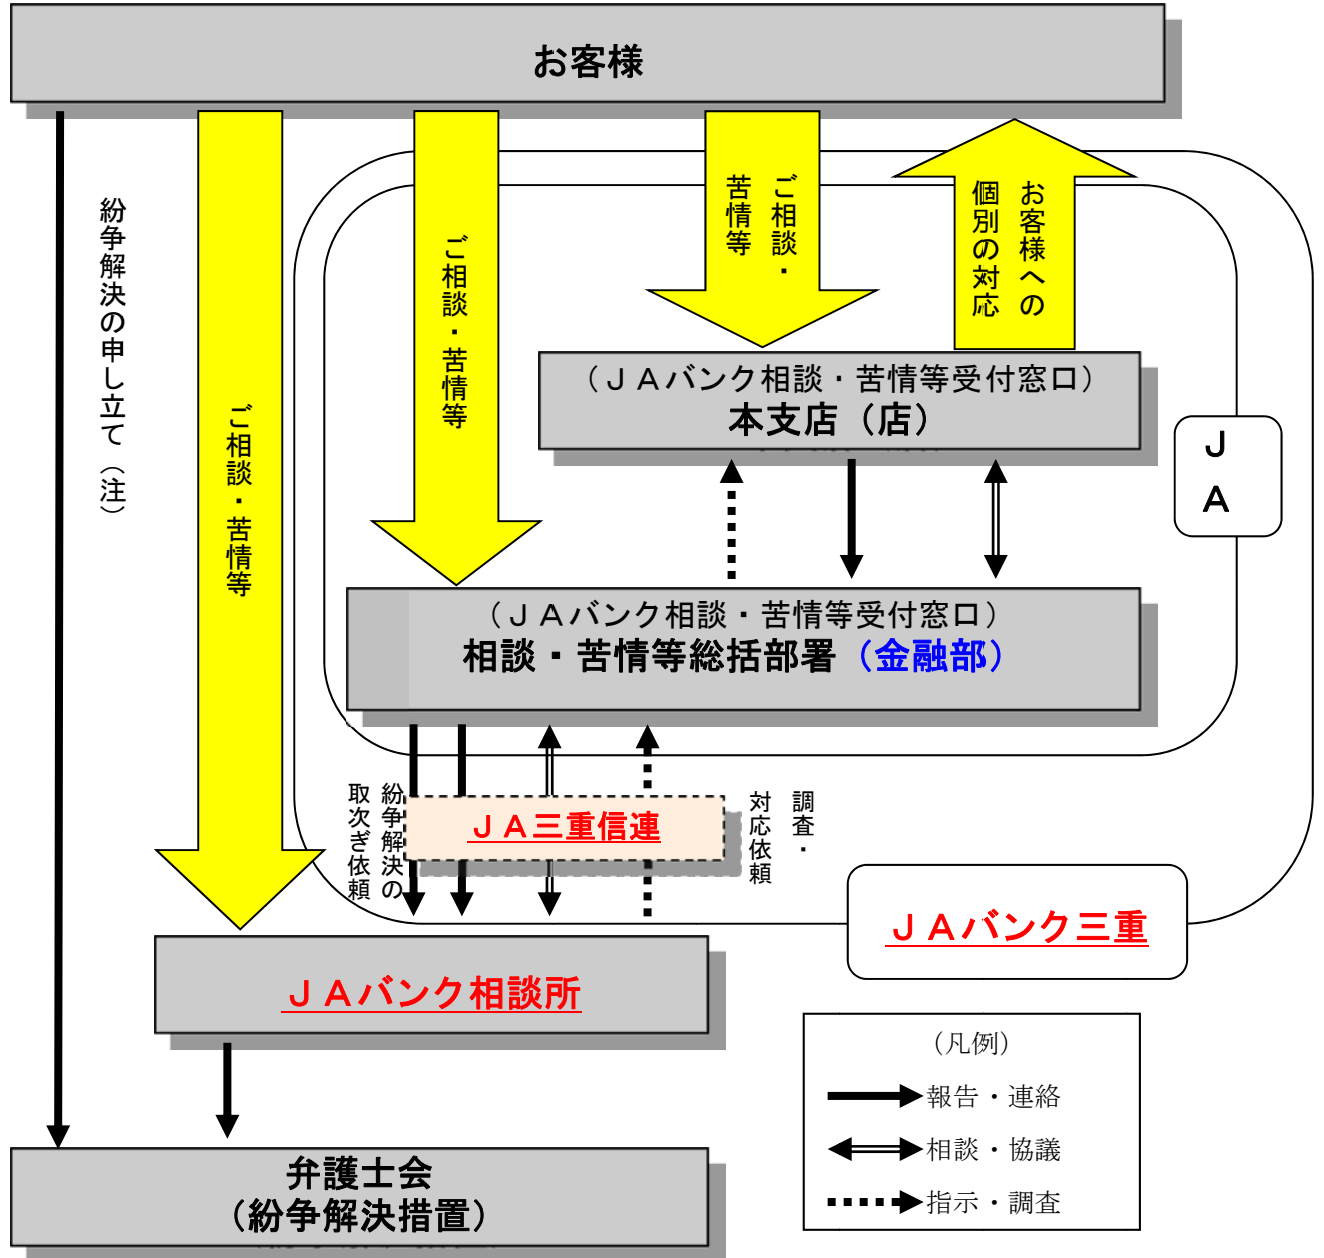 お客様
紛争解決の申し立て（注）
ご相談・苦情等
ご相談・苦情等
ご相談・
苦情等
お客様への
個別の対応
（ＪＡバンク相談・苦情等受付窓口）
本支店（店）
Ｊ
Ａ
（ＪＡバンク相談・苦情等受付窓口）
相談・苦情等総括部署（金融部）
紛争解決の
取次ぎ依頼
ＪＡ三重信連
調査・
対応依頼
ＪＡバンク三重
ＪＡバンク相談所
（凡例）
報告・連絡
相談・協議
指示・調査
弁護士会
（紛争解決措置）